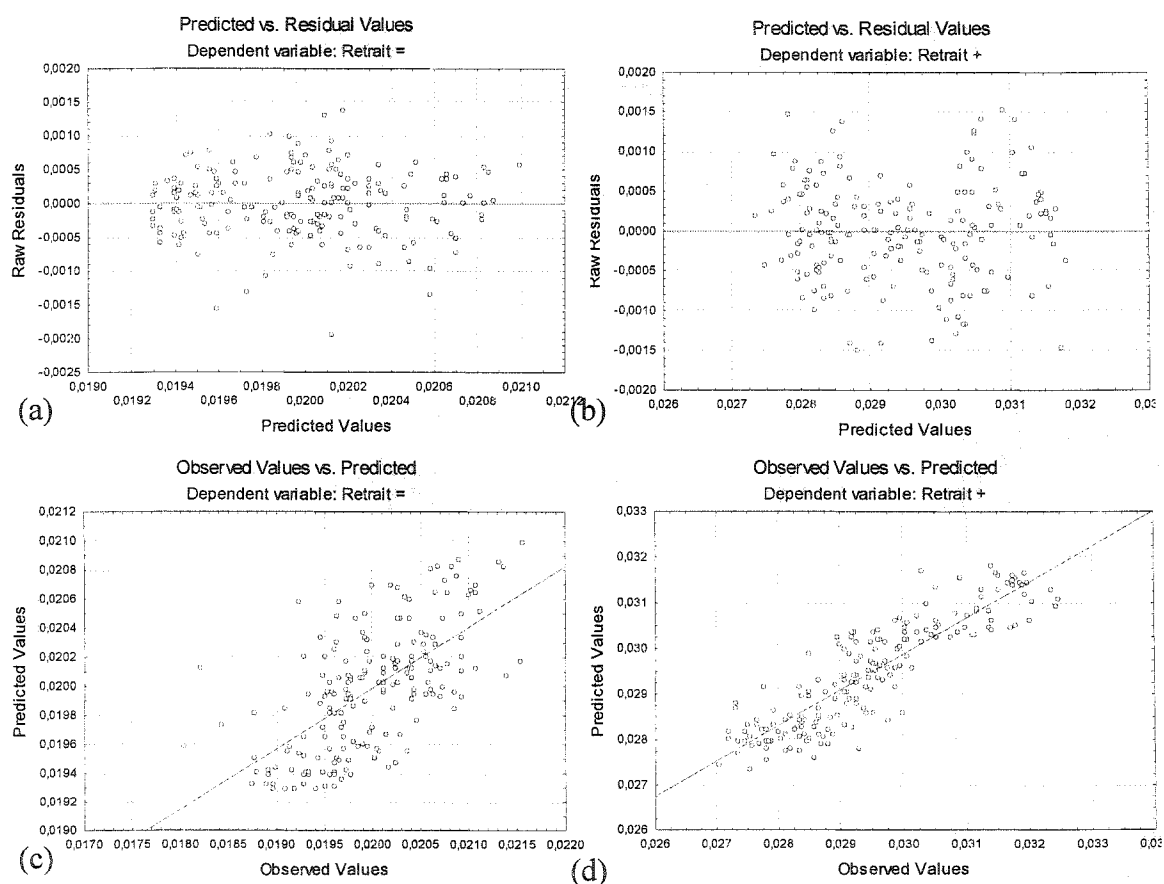 Predicted vs. Residual Values
Dependent variable: Retrait =
0,0020
0,0015
0,0010
0,0005
0,0000
-0,0005
-0,0010
-0,0015
-0,0020
-0,0025
Raw Residuals
0,0190 0,0194 0,0198 0,0202 0,0206 0,0210
0,0192 0,0196 0,0200 0,0204 0,0208 0,0212
Predicted Values
(a)
Predicted vs. Residual Values
Dependent variable: Retrait +
0,0020
0,0015
0,0010
0,0005
0,0000
-0,0005
-0,0010
-0,0015
-0,0020
Raw Residuals
0,026 0,027 0,028 0,029 0,030 0,031 0,032 0,03
Predicted Values
(b)
Observed Values vs. Predicted
Dependent variable: Retrait =
0,0212
0,0210
0,0208
0,0206
0,0204
0,0202
0,0200
0,0198
0,0196
0,0194
0,0192
0,0190
Predicted Values
0,0170 0,0175 0,0180 0,0185 0,0190 0,0195 0,0200 0,0205 0,0210 0,0215 0,0220
Observed Values
(c)
Observed Values vs. Predicted
Dependent variable: Retrait +
0,033
0,032
0,031
0,030
0,029
0,028
0,027
0,026
Predicted Values
0,026 0,027 0,028 0,029 0,030 0,031 0,032 0,033 0,03
Observed Values
(d)